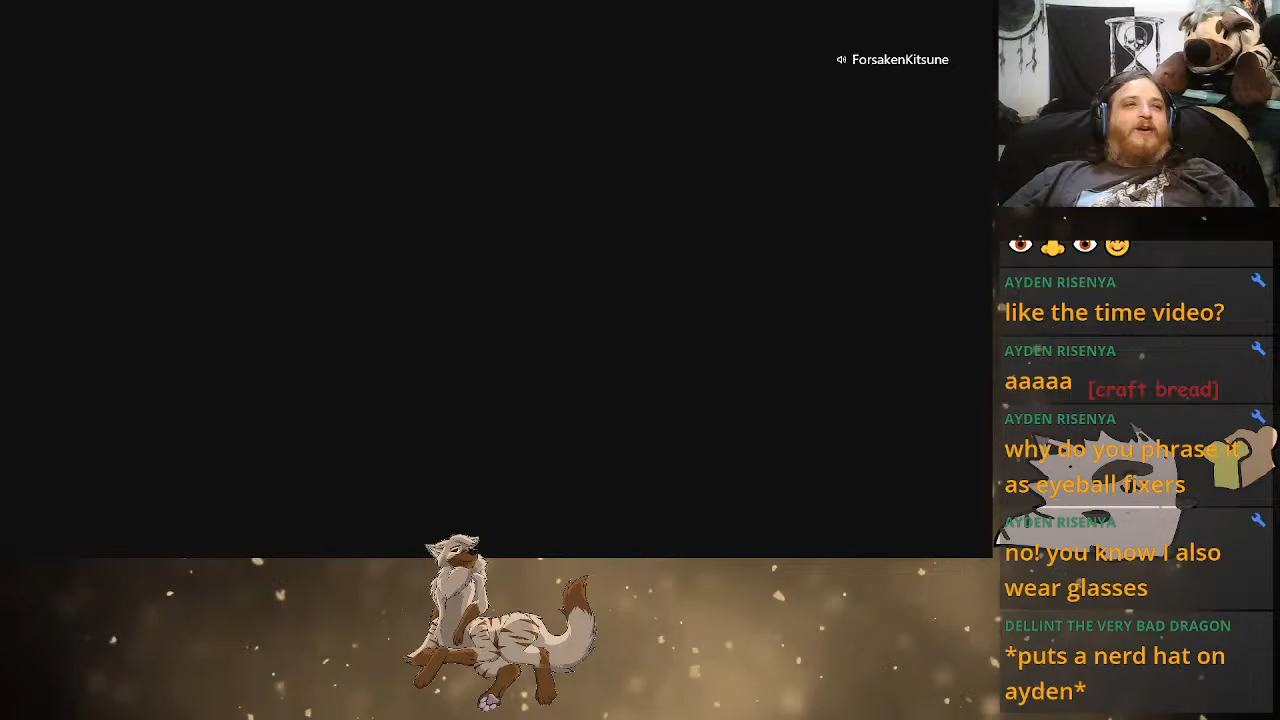 ForsakenKitsune
AYDEN RISENYA
like the time video?
AYDEN RISENYA
aaaaa
[craft bread]
AYDEN RISENYA
why do you phrase it
as eyeball fixers
AYDEN RISENYA
no! you know I also
wear glasses
DELLINT THE VERY BAD DRAGON
*puts a nerd hat on
ayden*